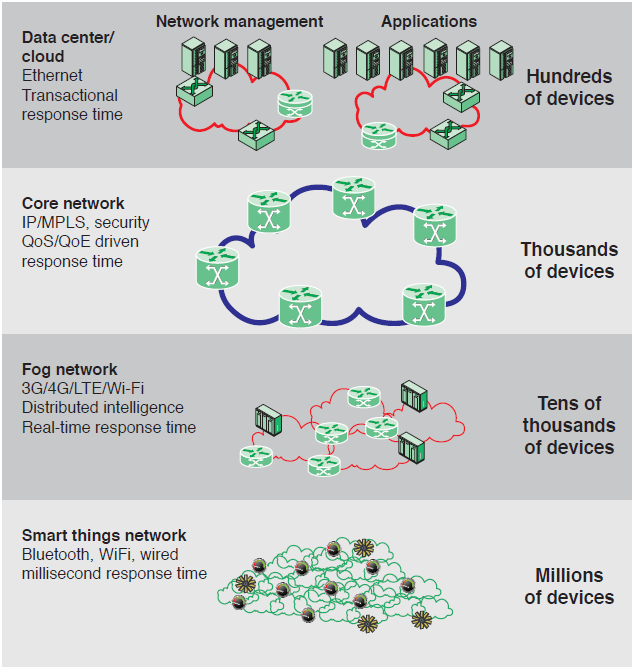 Network management
Applications
Data center/
cloud
Ethernet
Transactional
response time
Hundreds
of devices
Core network
IP/MPLS, security
QoS/QoE driven
response time
Thousands
of devices
Fog network
3G/4G/LTE/Wi-Fi
Distributed intelligence
Real-time response time
Tens of
thousands
of devices
Smart things network
Bluetooth, WiFi, wired
millisecond response time
Millions
of devices